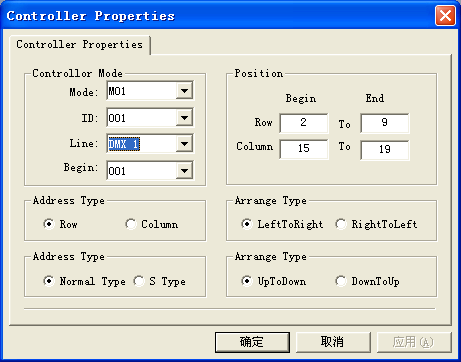 Controller Properties
Controller Properties
Controllor Mode
Mode: M01
ID: 001
Line: DMX 1
Begin: 001
Position
Begin End
Row 2 To 9
Column 15 To 19
Address Type
Row Column
Arrange Type
LeftToRight RightToLeft
Address Type
Normal Type S Type
Arrange Type
UpToDown DownToUp
确定 取消 应用(A)